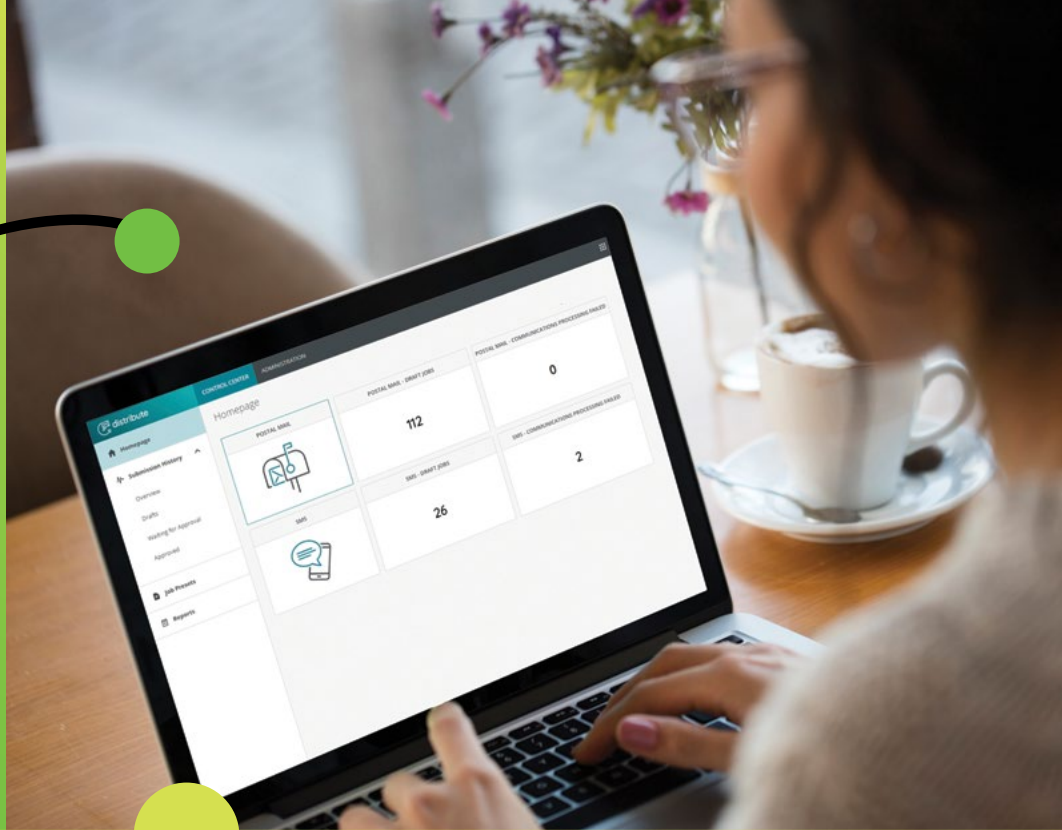 distribute
CONTROL CENTER
ADMINISTRATION
Homepage
Submission History
Overview
Drafts
Waiting for Approval
Approved
Job Presets
Reports
Homepage
POSTAL MAIL
POSTAL MAIL - DRAFT JOBS
112
POSTAL MAIL - COMMUNICATIONS PROCESSING FAILED
0
SMS
SMS - DRAFT JOBS
26
SMS - COMMUNICATIONS PROCESSING FAILED
2